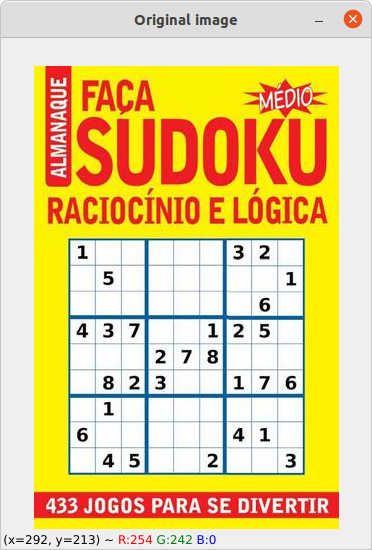 Original image
ALMANAQUE
FAÇA
MÉDIO
SUDOKU
RACIOCÍNIO E LÓGICA
1 3 2
5 1
6
4 3 7 1 2 5
2 7 8
8 2 3 1 7 6
1
6 4 1
4 5 2 3
433 JOGOS PARA SE DIVERTIR
(x=292, y=213) ~ R:254 G:242 B:0